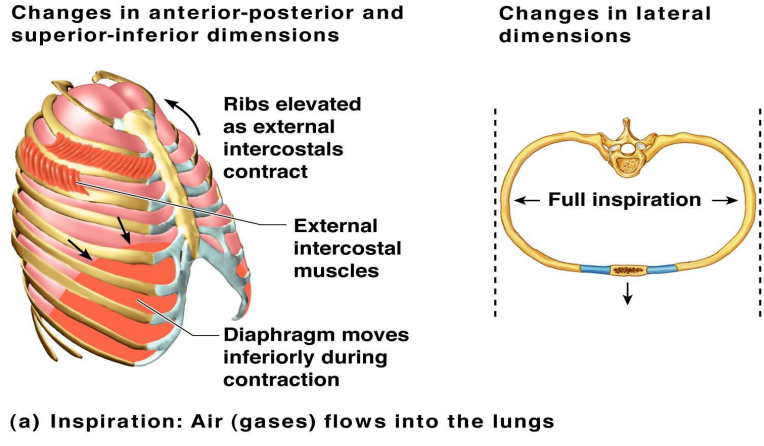 Changes in anterior-posterior and
superior-inferior dimensions
Changes in lateral
dimensions
Ribs elevated
as external
intercostals
contract
External
intercostal
muscles
Diaphragm moves
inferiorly during
contraction
Full inspiration
(a) Inspiration: Air (gases) flows into the lungs